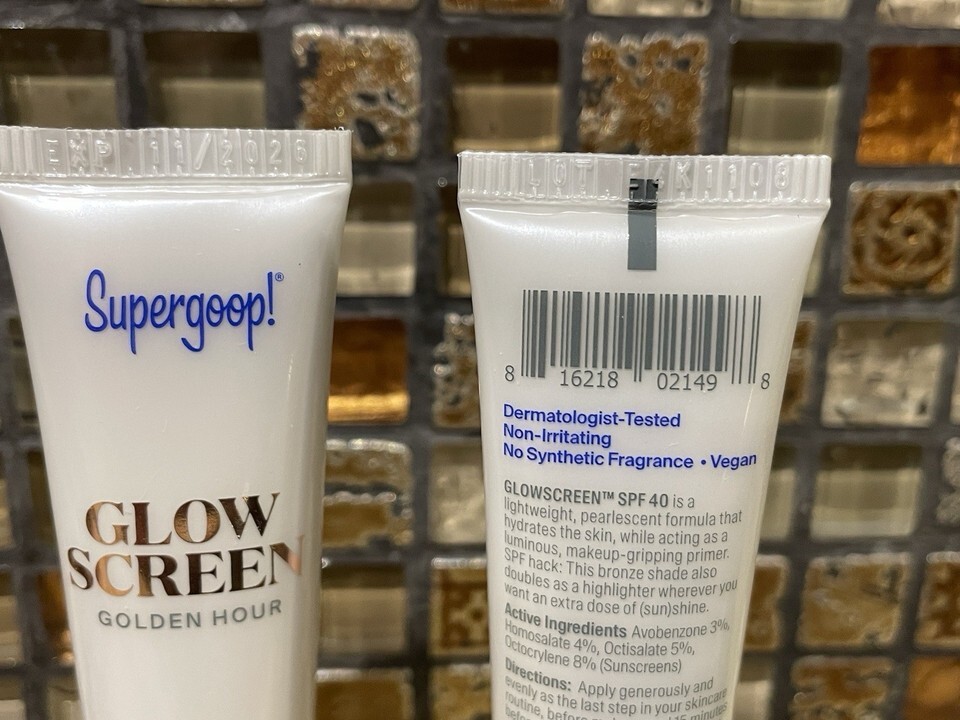 EXP 11/2026
Supergoop!®
GLOW
SCREEN
GOLDEN HOUR
LOT. K1108
8 16218 02149 8
Dermatologist-Tested
Non-Irritating
No Synthetic Fragrance • Vegan
GLOWSCREEN™ SPF 40 is a
lightweight, pearlescent formula that
hydrates the skin, while acting as a
luminous, makeup-gripping primer.
SPF hack: This bronze shade also
doubles as a highlighter wherever you
want an extra dose of (sun)shine.
Active Ingredients Avobenzone 3%,
Homosalate 4%, Octisalate 5%,
Octocrylene 8% (Sunscreens)
Directions: Apply generously and
evenly as the last step in your skincare
routine, before 15 minutes